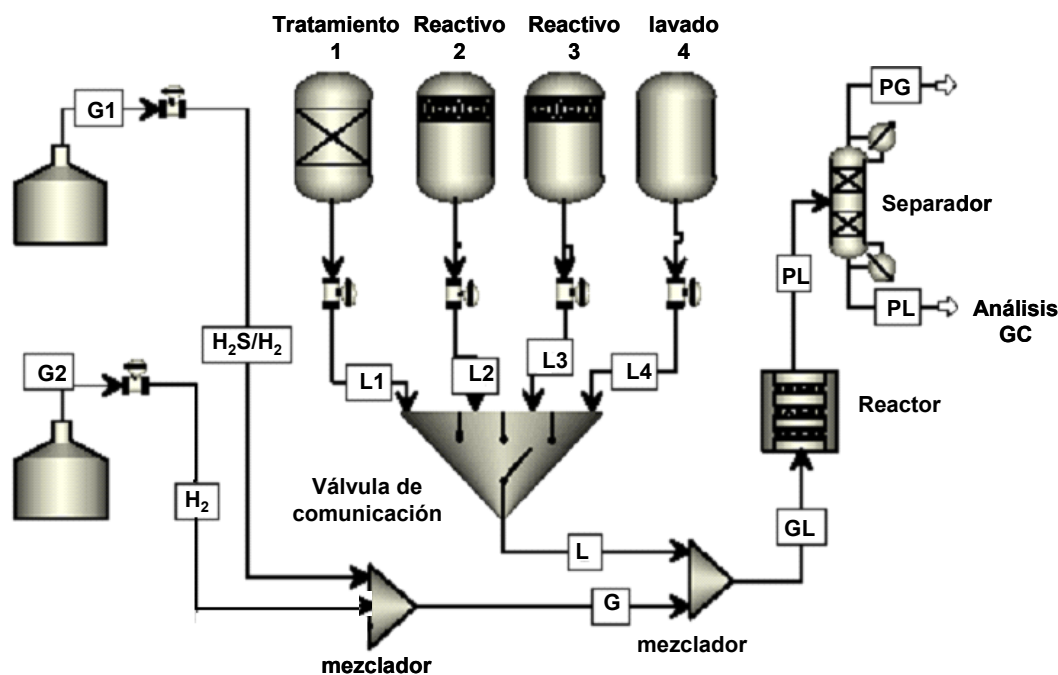 Tratamiento
1
Reactivo
2
Reactivo
3
lavado
4
G1
PG
Separador
PL
PL
Análisis
GC
H₂S/H₂
G2
L1
L2
L3
L4
Reactor
Válvula de
comunicación
H₂
GL
L
G
mezclador
mezclador